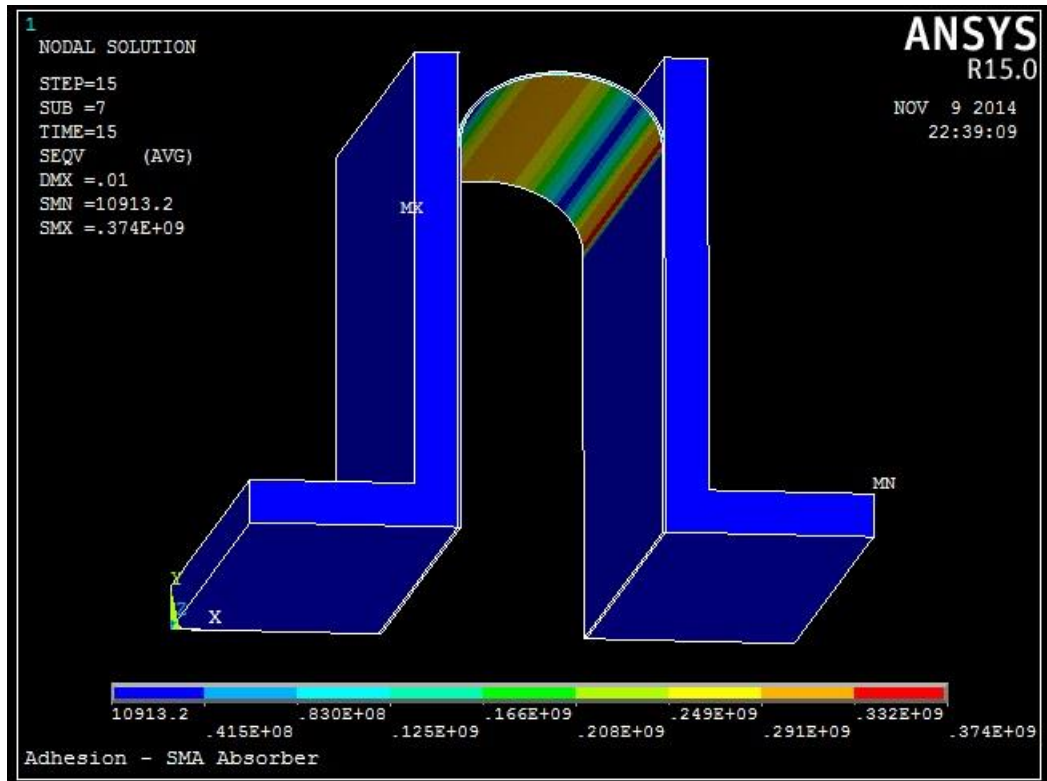 1
NODAL SOLUTION
STEP=15
SUB =7
TIME=15
SEQV     (AVG)
DMX =.01
SMN =10913.2
SMX =.374E+09
ANSYS
R15.0
NOV  9 2014
22:39:09
MX
MN
Y
Z
X
10913.2 .830E+08 .166E+09 .249E+09 .332E+09
.415E+08 .125E+09 .208E+09 .291E+09 .374E+09
Adhesion - SMA Absorber